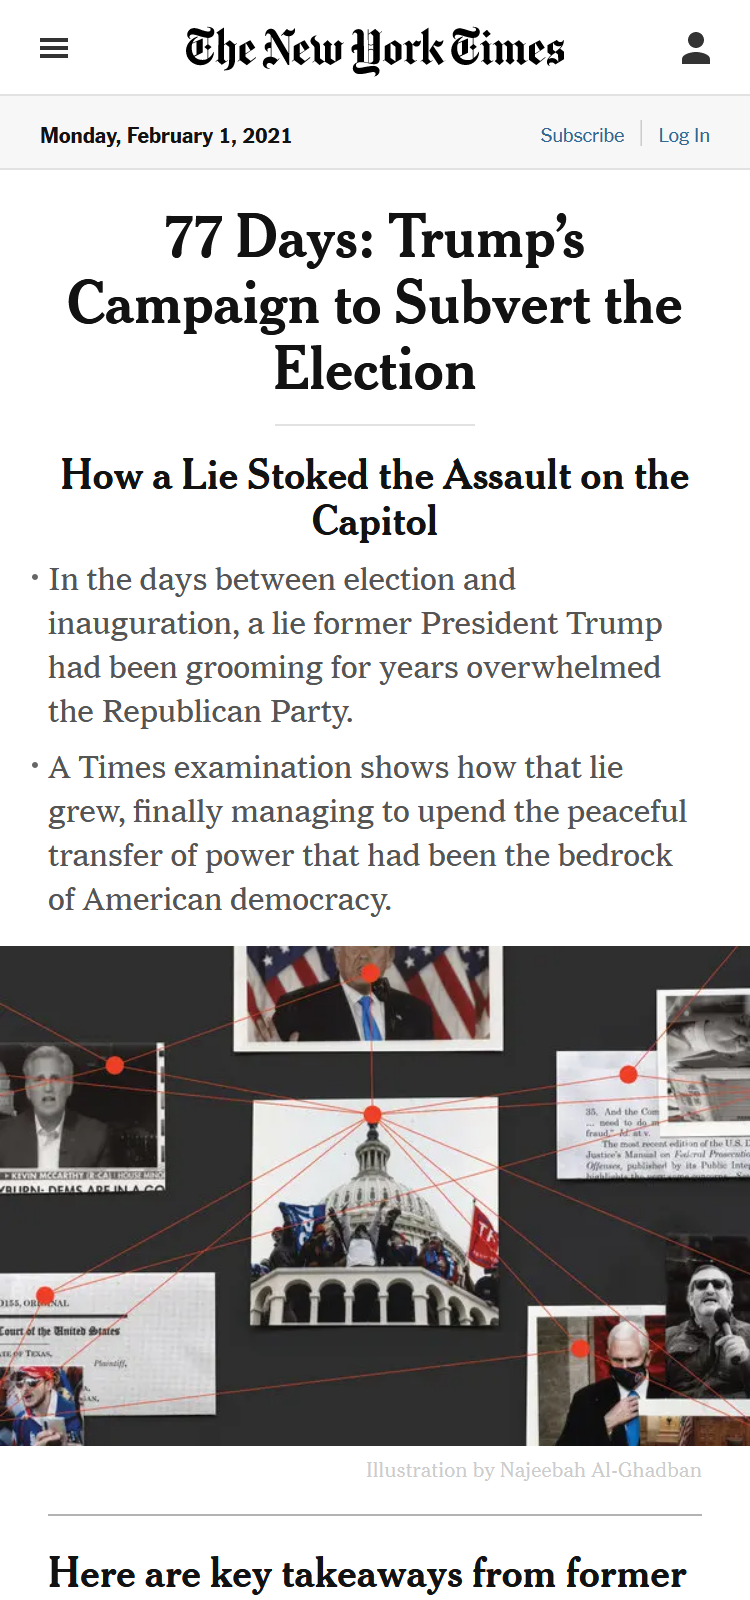 The New York Times
Monday, February 1, 2021
Subscribe
Log In
77 Days: Trump’s
Campaign to Subvert the
Election
How a Lie Stoked the Assault on the
Capitol
• In the days between election and
inauguration, a lie former President Trump
had been grooming for years overwhelmed
the Republican Party.
• A Times examination shows how that lie
grew, finally managing to upend the peaceful
transfer of power that had been the bedrock
of American democracy.
35. And the Com
... need to do
fraud." Id. at v.
The most recent edition of the U.S. D
Justice's Manual on Federal Prosecutio
Offenses, published by its Public Inte
KEVIN MCCARTHY (R-CA) | HOUSE MINO
YBURN: DEMS ARE IN A CO
O155, ORIGINAL
Court of the United States
TE OF TEXAS,
Plaintiff,
Illustration by Najeebah Al-Ghadban
Here are key takeaways from former